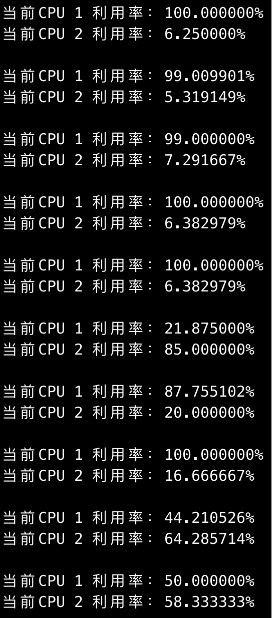 当前CPU 1 利用率: 100.000000%
当前CPU 2 利用率: 6.250000%
当前CPU 1 利用率: 99.009901%
当前CPU 2 利用率: 5.319149%
当前CPU 1 利用率: 99.000000%
当前CPU 2 利用率: 7.291667%
当前CPU 1 利用率: 100.000000%
当前CPU 2 利用率: 6.382979%
当前CPU 1 利用率: 100.000000%
当前CPU 2 利用率: 6.382979%
当前CPU 1 利用率: 21.875000%
当前CPU 2 利用率: 85.000000%
当前CPU 1 利用率: 87.755102%
当前CPU 2 利用率: 20.000000%
当前CPU 1 利用率: 100.000000%
当前CPU 2 利用率: 16.666667%
当前CPU 1 利用率: 44.210526%
当前CPU 2 利用率: 64.285714%
当前CPU 1 利用率: 50.000000%
当前CPU 2 利用率: 58.333333%